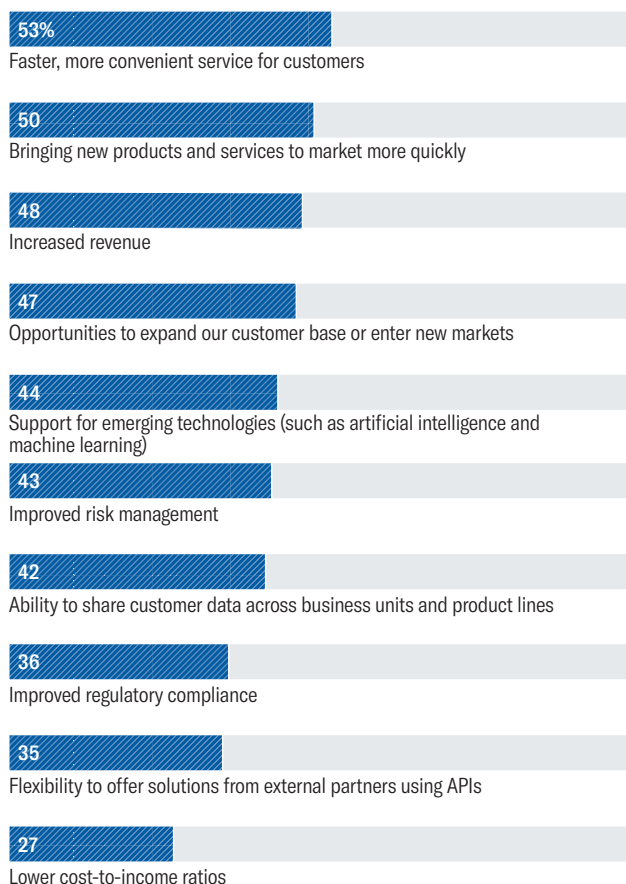 53%
Faster, more convenient service for customers
50
Bringing new products and services to market more quickly
48
Increased revenue
47
Opportunities to expand our customer base or enter new markets
44
Support for emerging technologies (such as artificial intelligence and
machine learning)
43
Improved risk management
42
Ability to share customer data across business units and product lines
36
Improved regulatory compliance
35
Flexibility to offer solutions from external partners using APIs
27
Lower cost-to-income ratios